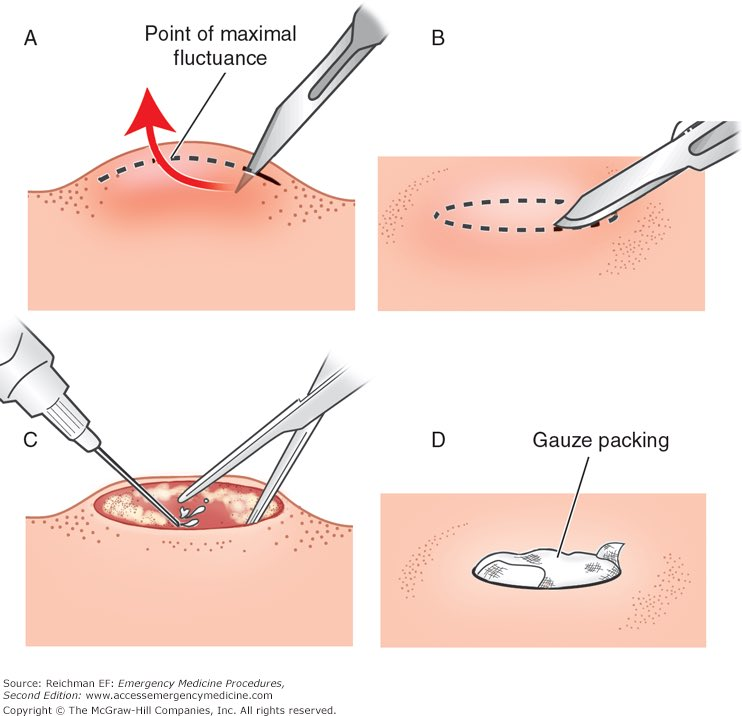 A
Point of maximal
fluctuance
B
C
D
Gauze packing
Source: Reichman EF: Emergency Medicine Procedures,
Second Edition: www.accessemergencymedicine.com
Copyright © The McGraw-Hill Companies, Inc. All rights reserved.